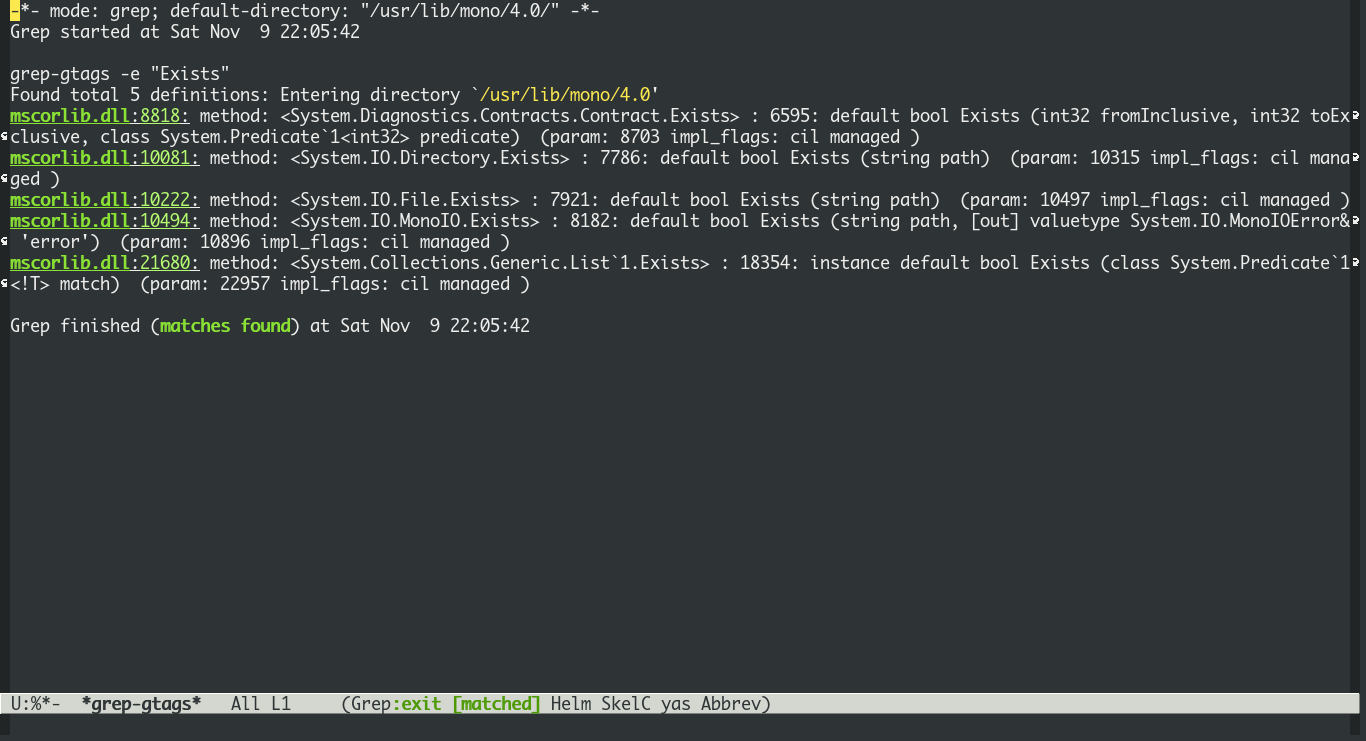 -*- mode: grep; default-directory: "/usr/lib/mono/4.0/" -*-
Grep started at Sat Nov  9 22:05:42
grep-gtags -e "Exists"
Found total 5 definitions: Entering directory `/usr/lib/mono/4.0'
mscorlib.dll:8818: method: <System.Diagnostics.Contracts.Contract.Exists> : 6595: default bool Exists (int32 fromInclusive, int32 toEx
clusive, class System.Predicate`1<int32> predicate)  (param: 8703 impl_flags: cil managed )
mscorlib.dll:10081: method: <System.IO.Directory.Exists> : 7786: default bool Exists (string path)  (param: 10315 impl_flags: cil mana
ged )
mscorlib.dll:10222: method: <System.IO.File.Exists> : 7921: default bool Exists (string path)  (param: 10497 impl_flags: cil managed )
mscorlib.dll:10494: method: <System.IO.MonoIO.Exists> : 8182: default bool Exists (string path, [out] valuetype System.IO.MonoIOError&
 'error')  (param: 10896 impl_flags: cil managed )
mscorlib.dll:21680: method: <System.Collections.Generic.List`1.Exists> : 18354: instance default bool Exists (class System.Predicate`1
<!T> match)  (param: 22957 impl_flags: cil managed )
Grep finished (matches found) at Sat Nov  9 22:05:42
U:%*-  *grep-gtags*   All L1     (Grep:exit [matched] Helm SkelC yas Abbrev)